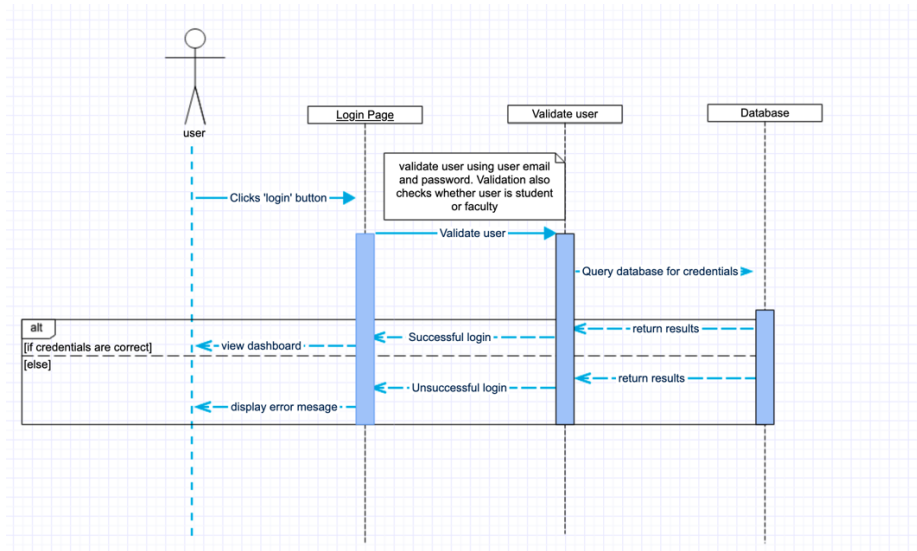 user
Login Page
Validate user
Database
validate user using user email
and password. Validation also
checks whether user is student
or faculty
Clicks 'login' button
Validate user
Query database for credentials
alt
[if credentials are correct]
return results
Successful login
view dashboard
[else]
return results
Unsuccessful login
display error mesage